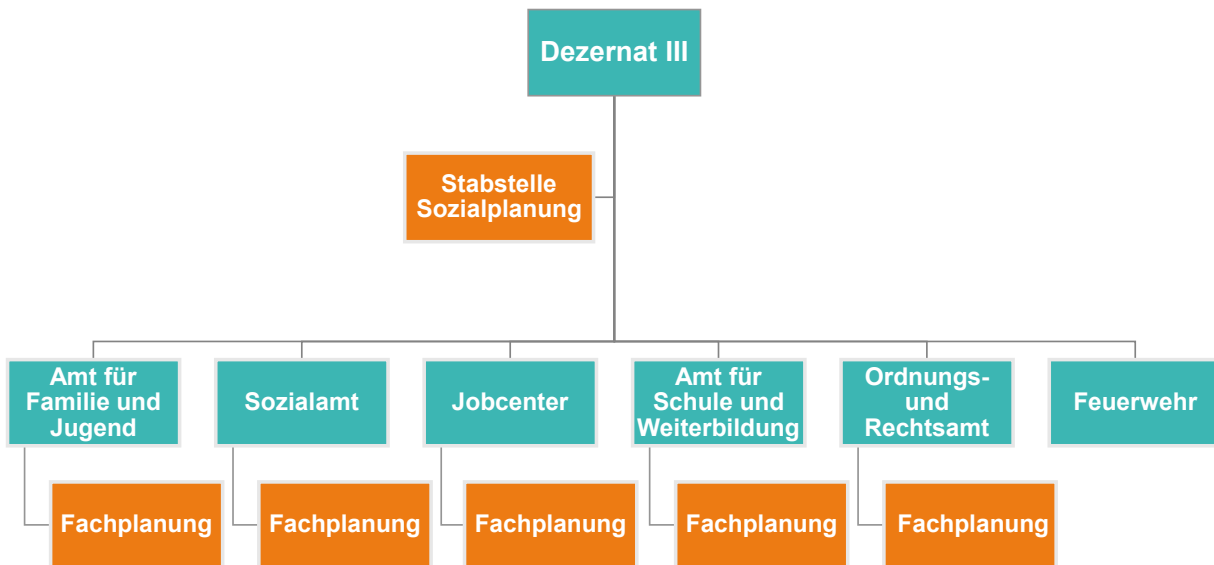 Dezernat III
Stabstelle
Sozialplanung
Amt für
Familie und
Jugend
Sozialamt
Jobcenter
Amt für
Schule und
Weiterbildung
Ordnungs-
und
Rechtsamt
Feuerwehr
Fachplanung
Fachplanung
Fachplanung
Fachplanung
Fachplanung